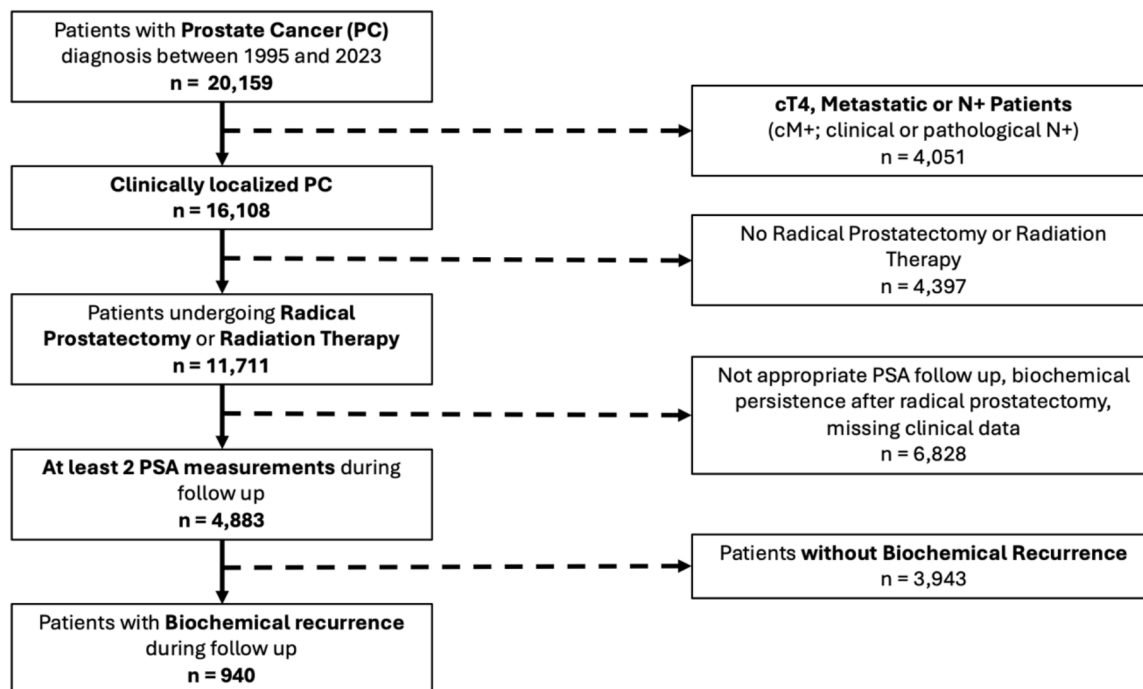 Patients with Prostate Cancer (PC)
diagnosis between 1995 and 2023
n = 20,159
cT4, Metastatic or N+ Patients
(cM+; clinical or pathological N+)
n = 4,051
Clinically localized PC
n = 16,108
No Radical Prostatectomy or Radiation
Therapy
n = 4,397
Patients undergoing Radical
Prostatectomy or Radiation Therapy
n = 11,711
Not appropriate PSA follow up, biochemical
persistence after radical prostatectomy,
missing clinical data
n = 6,828
At least 2 PSA measurements during
follow up
n = 4,883
Patients without Biochemical Recurrence
n = 3,943
Patients with Biochemical recurrence
during follow up
n = 940